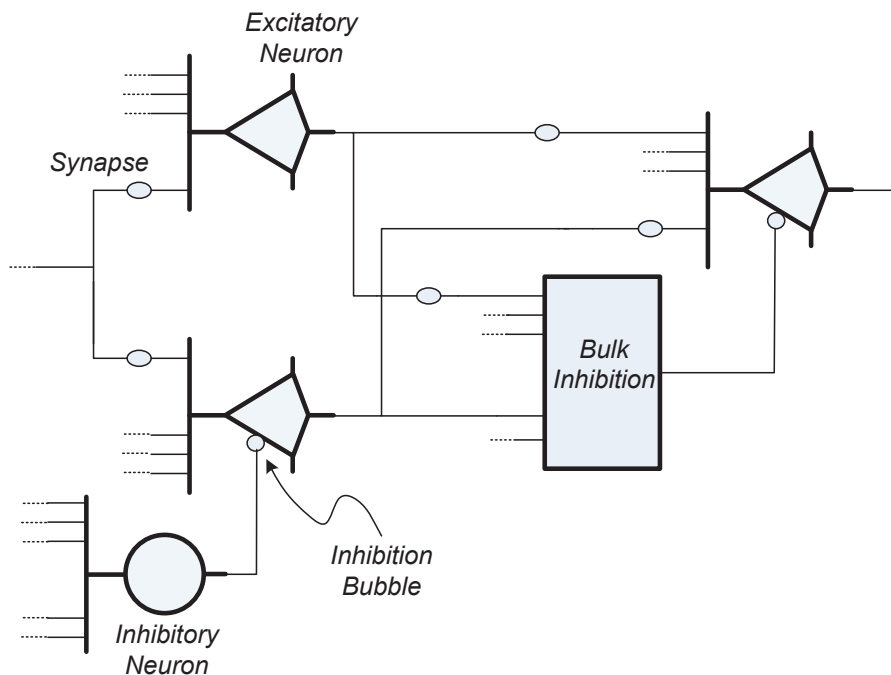 Excitatory
Neuron
Synapse
Bulk
Inhibition
Inhibition
Bubble
Inhibitory
Neuron